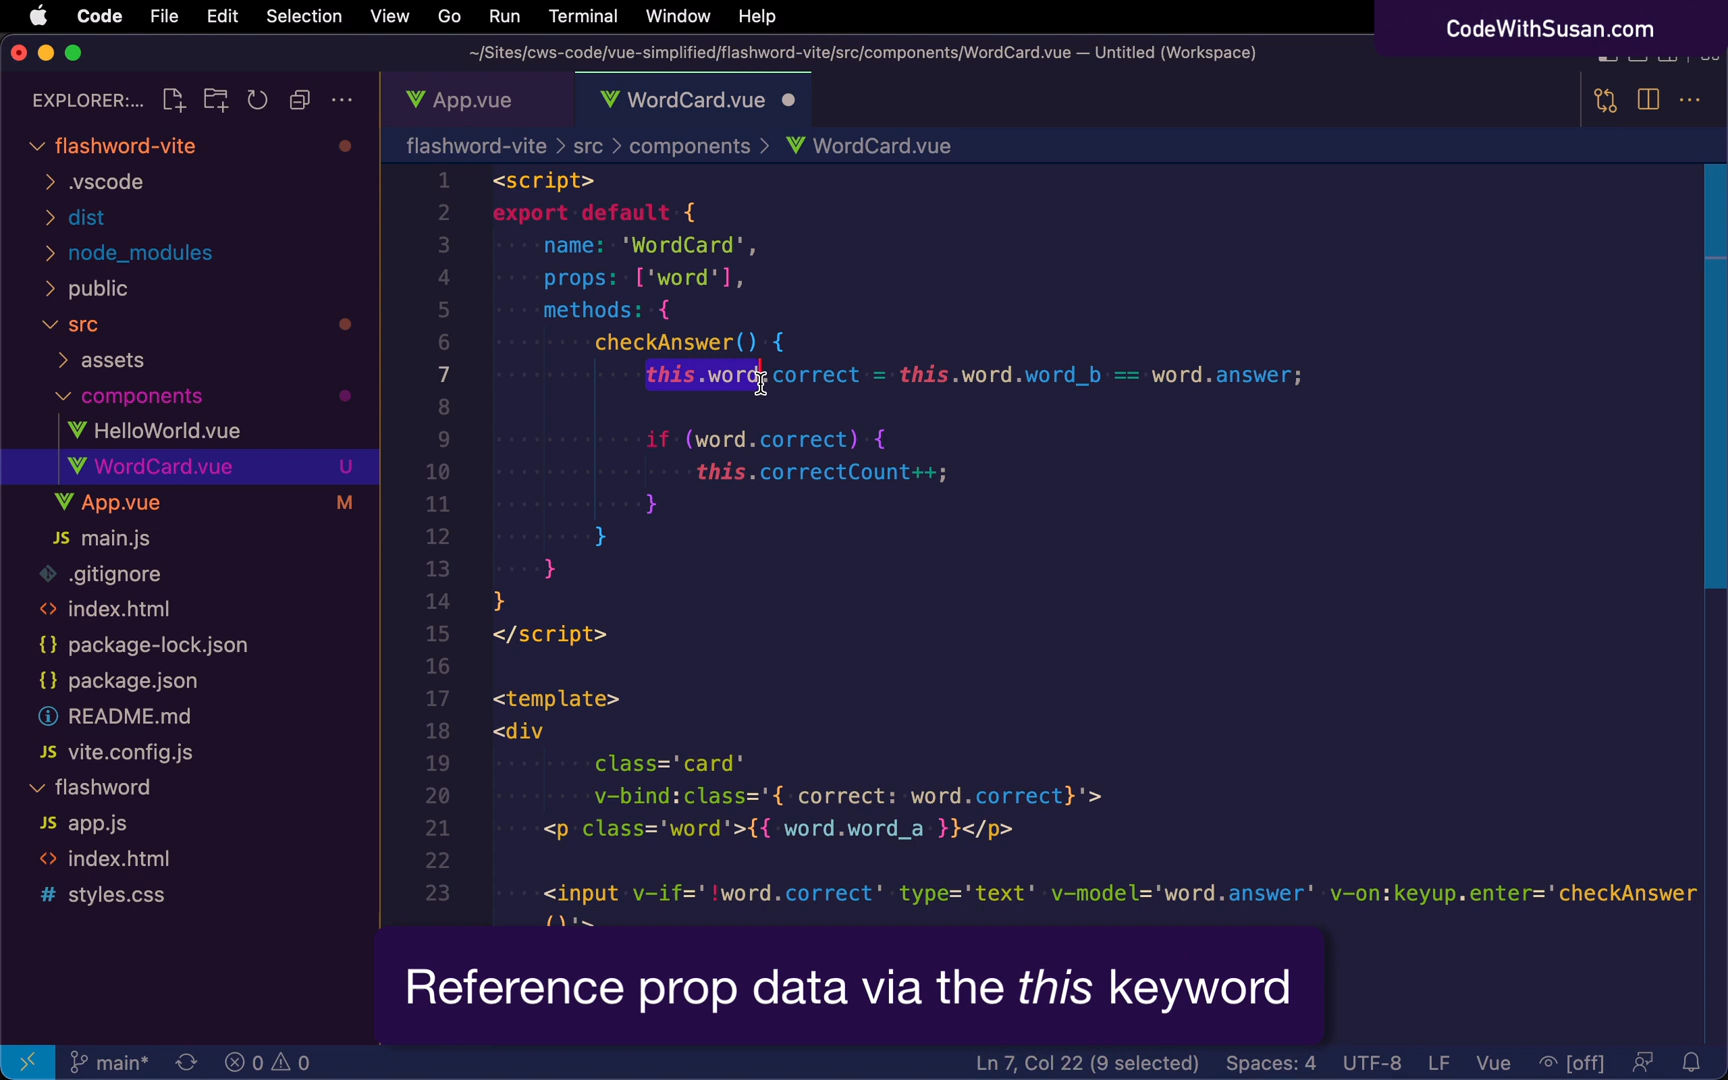 Code File Edit Selection View Go Run Terminal Window Help
CodeWithSusan.com
~/Sites/cws-code/vue-simplified/flashword-vite/src/components/WordCard.vue — Untitled (Workspace)
EXPLORER:...
App.vue
WordCard.vue
flashword-vite > src > components > WordCard.vue
flashword-vite
.vscode
dist
node_modules
public
src
assets
components
HelloWorld.vue
WordCard.vue U
App.vue M
JS main.js
.gitignore
<> index.html
{} package-lock.json
{} package.json
README.md
JS vite.config.js
flashword
JS app.js
<> index.html
# styles.css
1 <script>
2 export default {
3 name: 'WordCard',
4 props: ['word'],
5 methods: {
6 checkAnswer() {
7 this.word.correct = this.word.word_b == word.answer;
8
9 if (word.correct) {
10 this.correctCount++;
11 }
12 }
13 }
14 }
15 </script>
16
17 <template>
18 <div
19 class='card'
20 v-bind:class='{ correct: word.correct}'>
21 <p class='word'>{{ word.word_a }}</p>
22
23 <input v-if='!word.correct' type='text' v-model='word.answer' v-on:keyup.enter='checkAnswer
()'>
Reference prop data via the this keyword
main* 0 0
Ln 7, Col 22 (9 selected) Spaces: 4 UTF-8 LF Vue [off]